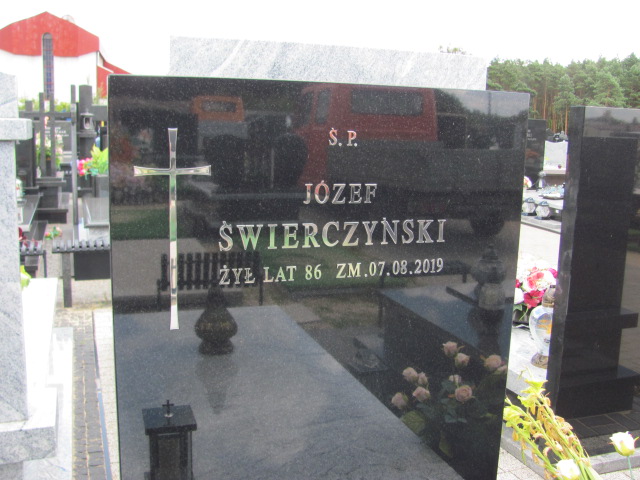 Ś. P.
JÓZEF
ŚWIERCZYŃSKI
ŻYŁ LAT 86 ZM.07.08.2019